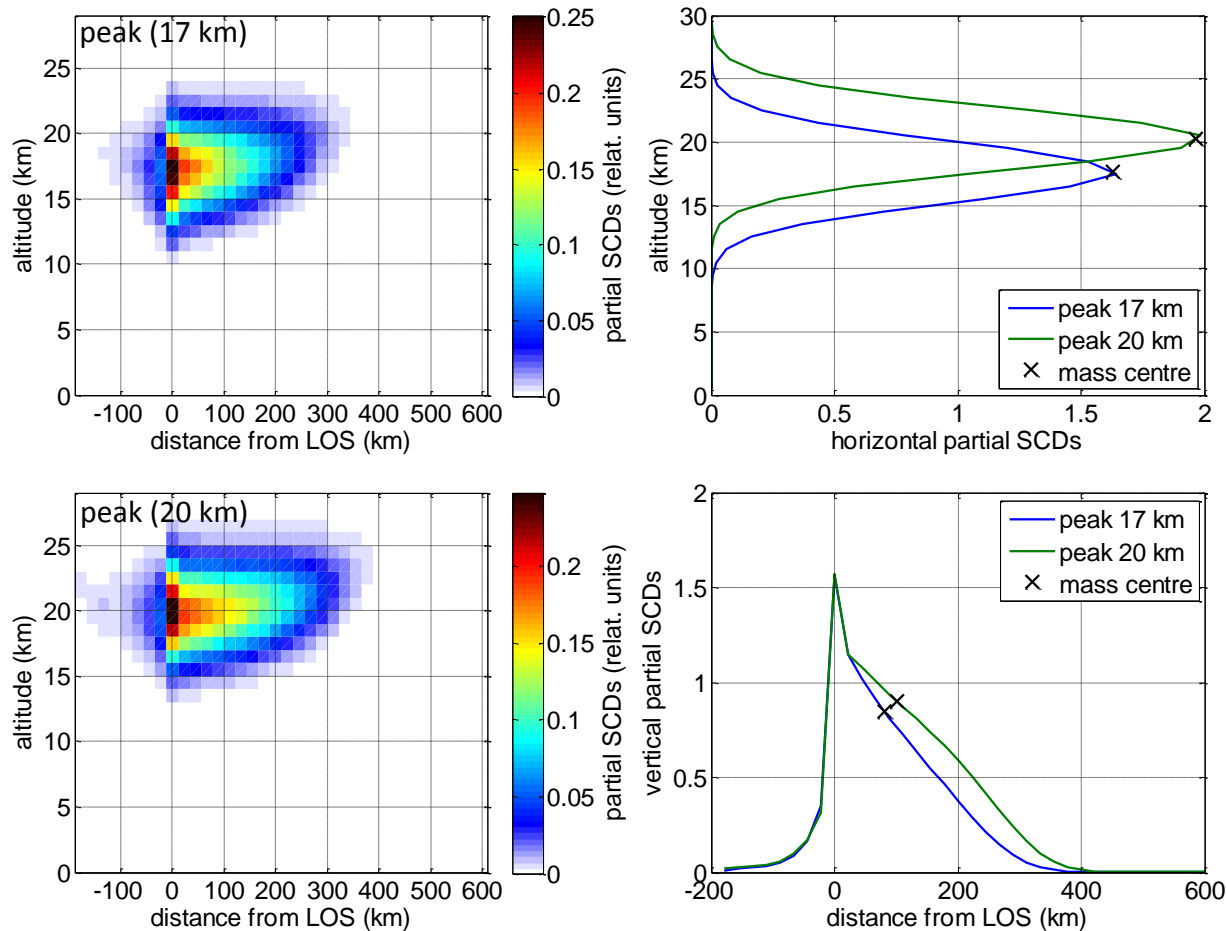 peak (17 km)
25
20
15
10
5
0
altitude (km)
-100 0 100 200 300 400 500 600
distance from LOS (km)
0.25
0.2
0.15
0.1
0.05
0
partial SCDs (relat. units)
30
25
20
15
10
5
0
altitude (km)
0 0.5 1 1.5 2
horizontal partial SCDs
peak 17 km
peak 20 km
mass centre
peak (20 km)
25
20
15
10
5
0
altitude (km)
-100 0 100 200 300 400 500 600
distance from LOS (km)
0.2
0.15
0.1
0.05
0
partial SCDs (relat. units)
2
1.5
1
0.5
0
vertical partial SCDs
-200 0 200 400 600
distance from LOS (km)
peak 17 km
peak 20 km
mass centre